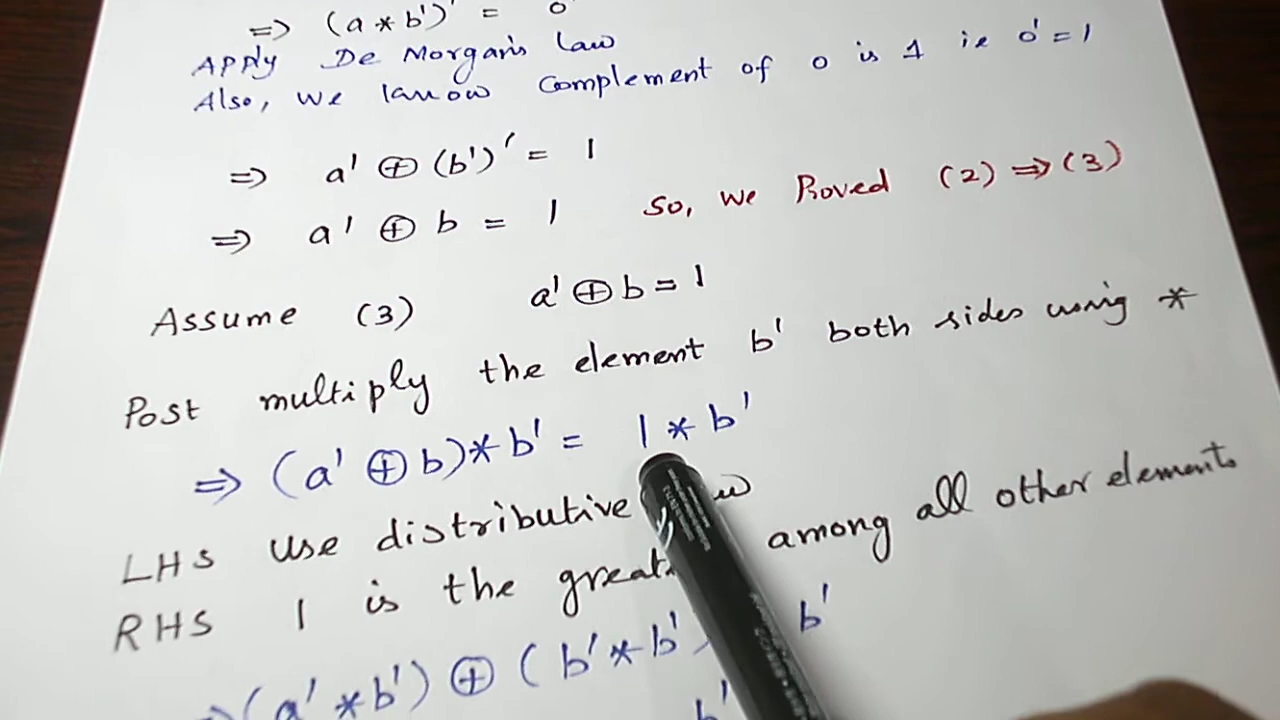 ⇒ (a * b')' = 0'
Apply De Morgan's law
Also, we know complement of 0 is 1 ie 0' = 1
⇒ a' ⊕ (b')' = 1
⇒ a' ⊕ b = 1 So, we Proved (2) ⇒ (3)
Assume (3) a' ⊕ b = 1
Post multiply the element b' both sides using *
⇒ (a' ⊕ b) * b' = 1 * b'
LHS use distributive
RHS 1 is the among all other elements
⇒ (a' * b') ⊕ (b' * b') b'
b'